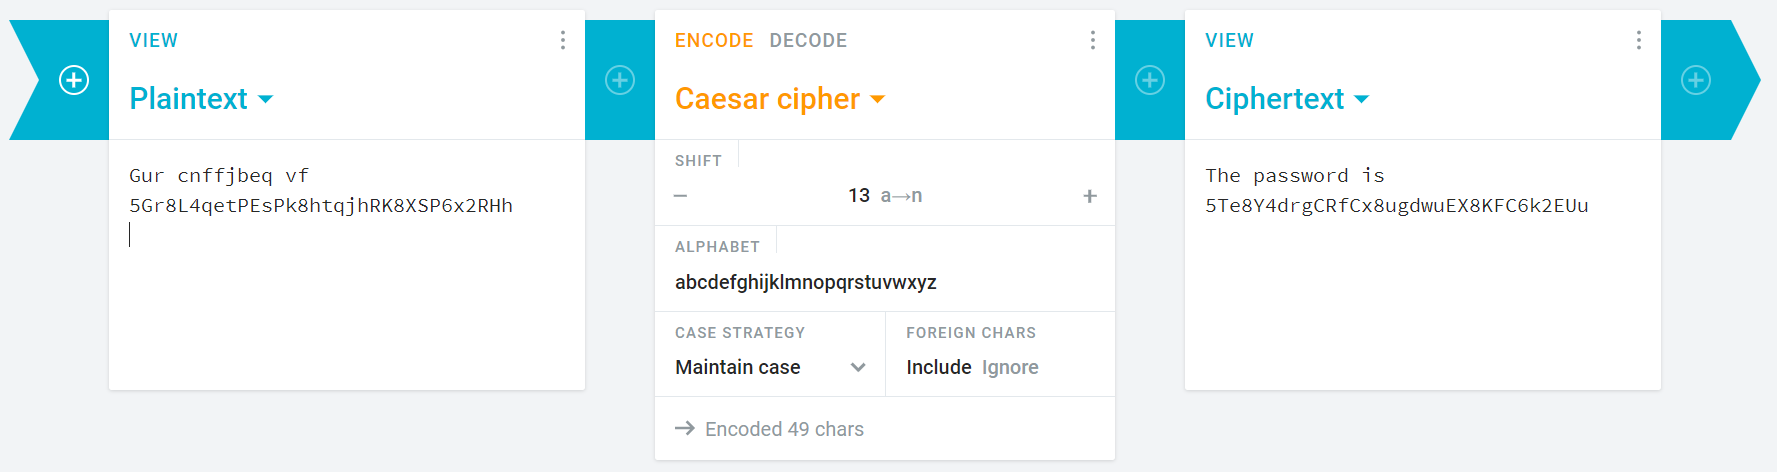 VIEW
Plaintext
Gur cnffjbeq vf
5Gr8L4qetPEsPk8htqjhRK8XSP6x2RHh
ENCODE DECODE
Caesar cipher
SHIFT
− 13 a→n +
ALPHABET
abcdefghijklmnopqrstuvwxyz
CASE STRATEGY
Maintain case
FOREIGN CHARS
Include Ignore
→ Encoded 49 chars
VIEW
Ciphertext
The password is
5Te8Y4drgCRfCx8ugdwuEX8KFC6k2EUu